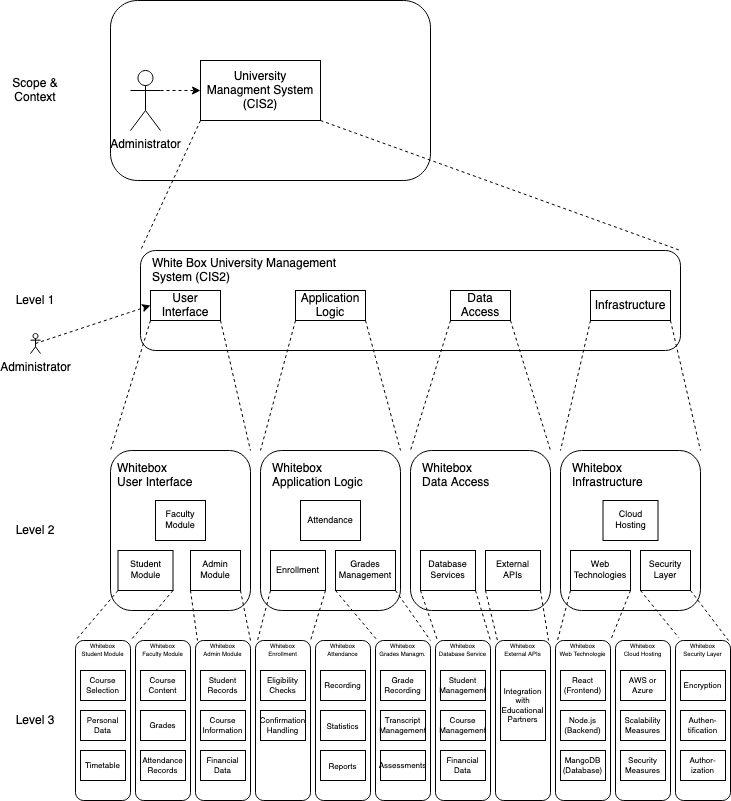 Scope &
Context
University
Managment System
(CIS2)
Administrator
White Box University Management
System (CIS2)
Level 1
User
Interface
Application
Logic
Data
Access
Infrastructure
Administrator
Whitebox
User Interface
Whitebox
Application Logic
Whitebox
Data Access
Whitebox
Infrastructure
Level 2
Faculty
Module
Attendance
Cloud
Hosting
Student
Module
Admin
Module
Enrollment
Grades
Management
Database
Services
External
APIs
Web
Technologies
Security
Layer
Level 3
Whitebox
Student Module
Course
Selection
Personal
Data
Timetable
Whitebox
Faculty Module
Course
Content
Grades
Attendance
Records
Whitebox
Admin Module
Student
Records
Course
Information
Financial
Data
Whitebox
Enrollment
Eligibility
Checks
Confirmation
Handling
Whitebox
Attendance
Recording
Statistics
Reports
Whitebox
Grades Managm.
Grade
Recording
Transcript
Management
Assessments
Whitebox
Database Service
Student
Management
Course
Management
Financial
Data
Whitebox
External APIs
Integration
with
Educational
Partners
Whitebox
Web Technologie
React
(Frontend)
Node.js
(Backend)
MangoDB
(Database)
Whitebox
Cloud Hosting
AWS or
Azure
Scalability
Measures
Security
Measures
Whitebox
Security Layer
Encryption
Authen-
tification
Author-
ization